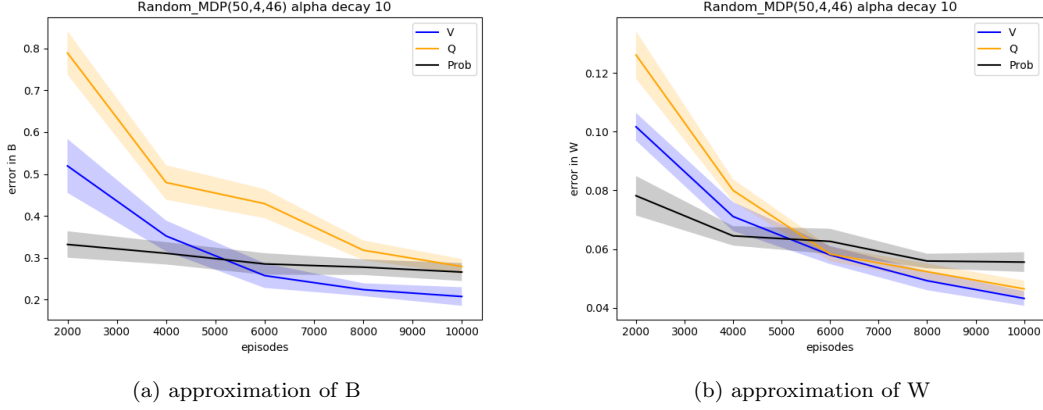 Random_MDP(50,4,46) alpha decay 10
V
Q
Prob
0.8
0.7
0.6
0.5
0.4
0.3
0.2
error in B
2000 3000 4000 5000 6000 7000 8000 9000 10000
episodes
(a) approximation of B
Random_MDP(50,4,46) alpha decay 10
V
Q
Prob
0.12
0.10
0.08
0.06
0.04
error in W
2000 3000 4000 5000 6000 7000 8000 9000 10000
episodes
(b) approximation of W